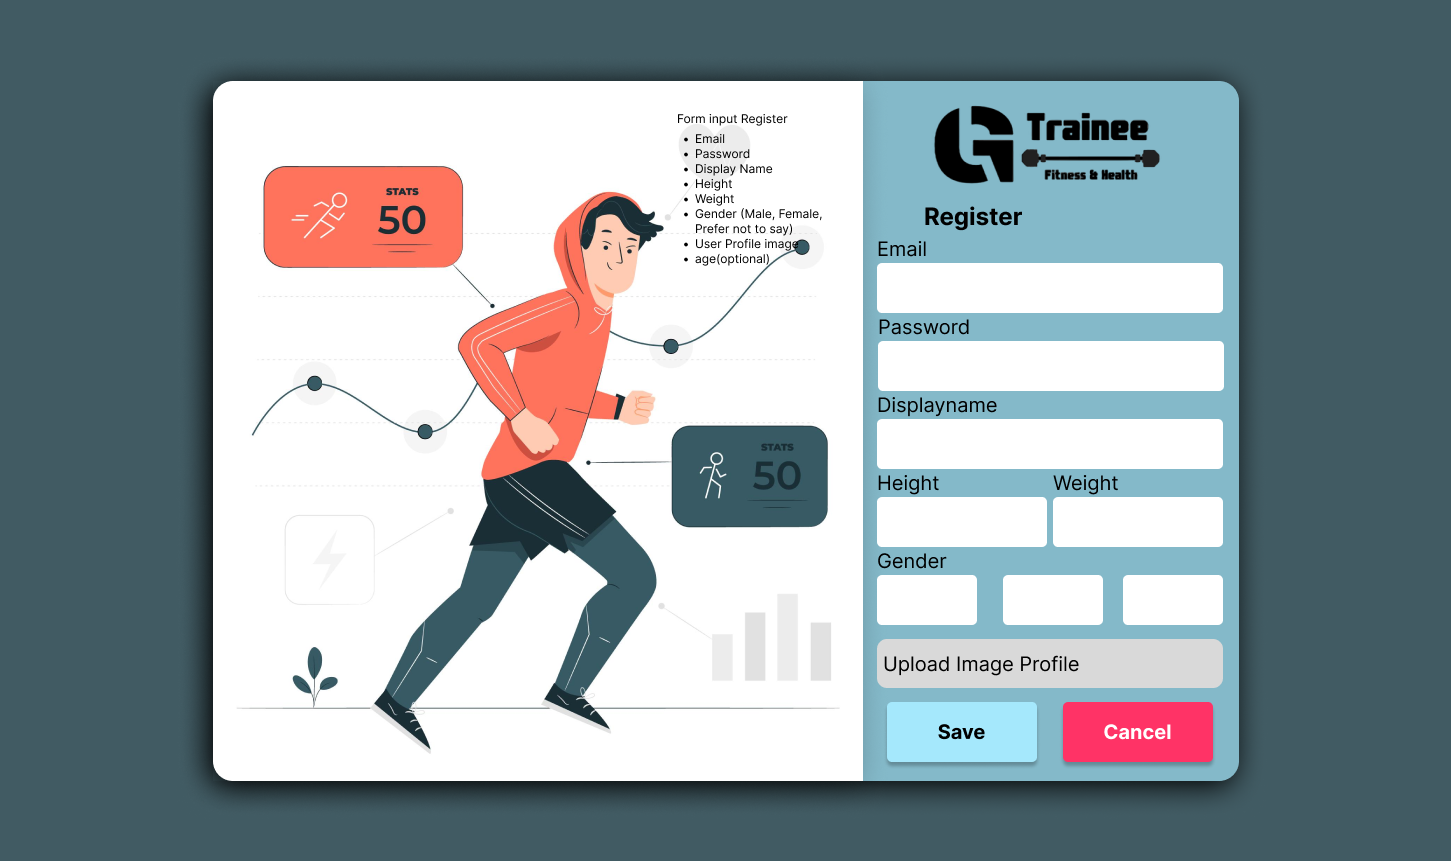 Form input Register
• Email
• Password
• Display Name
• Height
• Weight
• Gender (Male, Female,
Prefer not to say)
• User Profile image
• age(optional)
STATS
50
STATS
50
Trainee
Fitness & Health
Register
Email
Password
Displayname
Height Weight
Gender
Upload Image Profile
Save Cancel